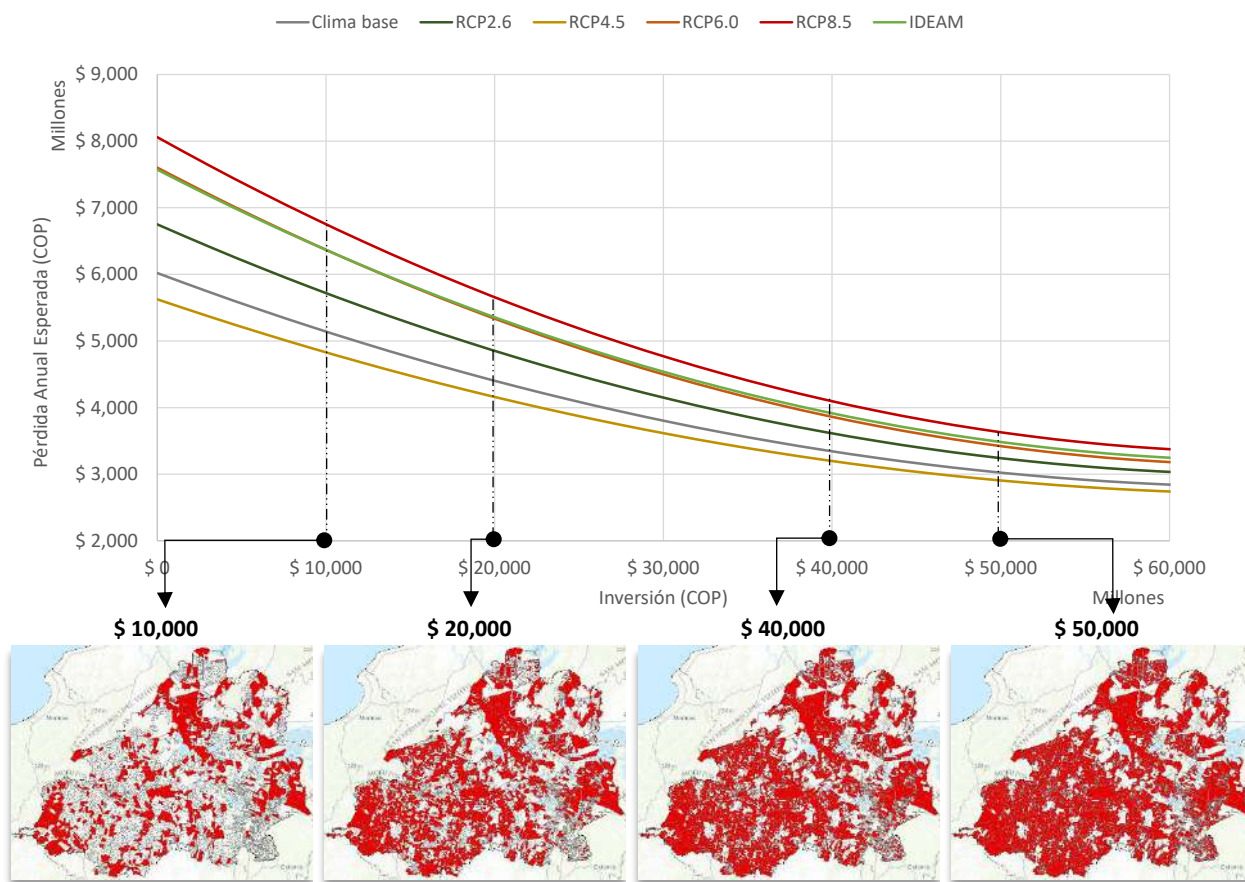 Clima base RCP2.6 RCP4.5 RCP6.0 RCP8.5 IDEAM
Millones
Pérdida Anual Esperada (COP)
$ 9,000
$ 8,000
$ 7,000
$ 6,000
$ 5,000
$ 4,000
$ 3,000
$ 2,000
$ 0 $ 10,000 $ 20,000 $ 30,000 $ 40,000 $ 50,000 $ 60,000
Inversión (COP) Millones
$ 10,000 $ 20,000 $ 40,000 $ 50,000